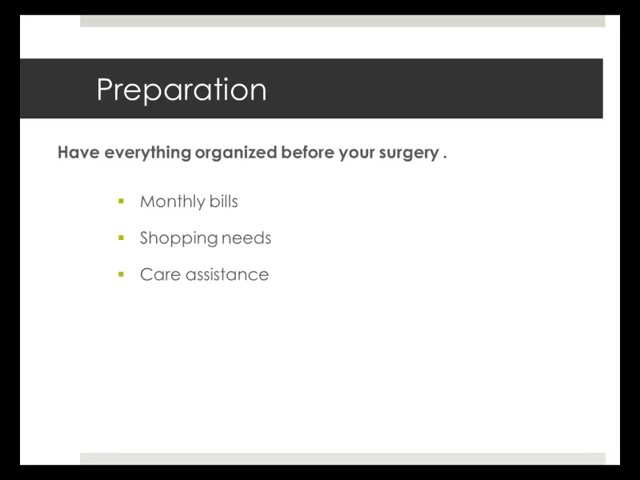 Preparation
Have everything organized before your surgery .
Monthly bills
Shopping needs
Care assistance